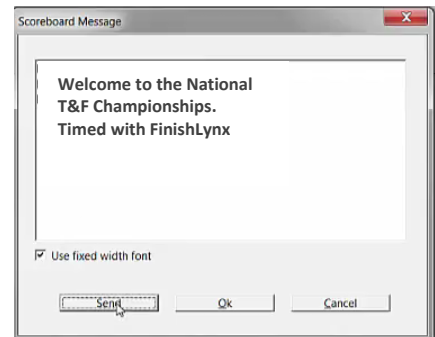 Scoreboard Message
Welcome to the National
T&F Championships.
Timed with FinishLynx
Use fixed width font
Send
Ok
Cancel